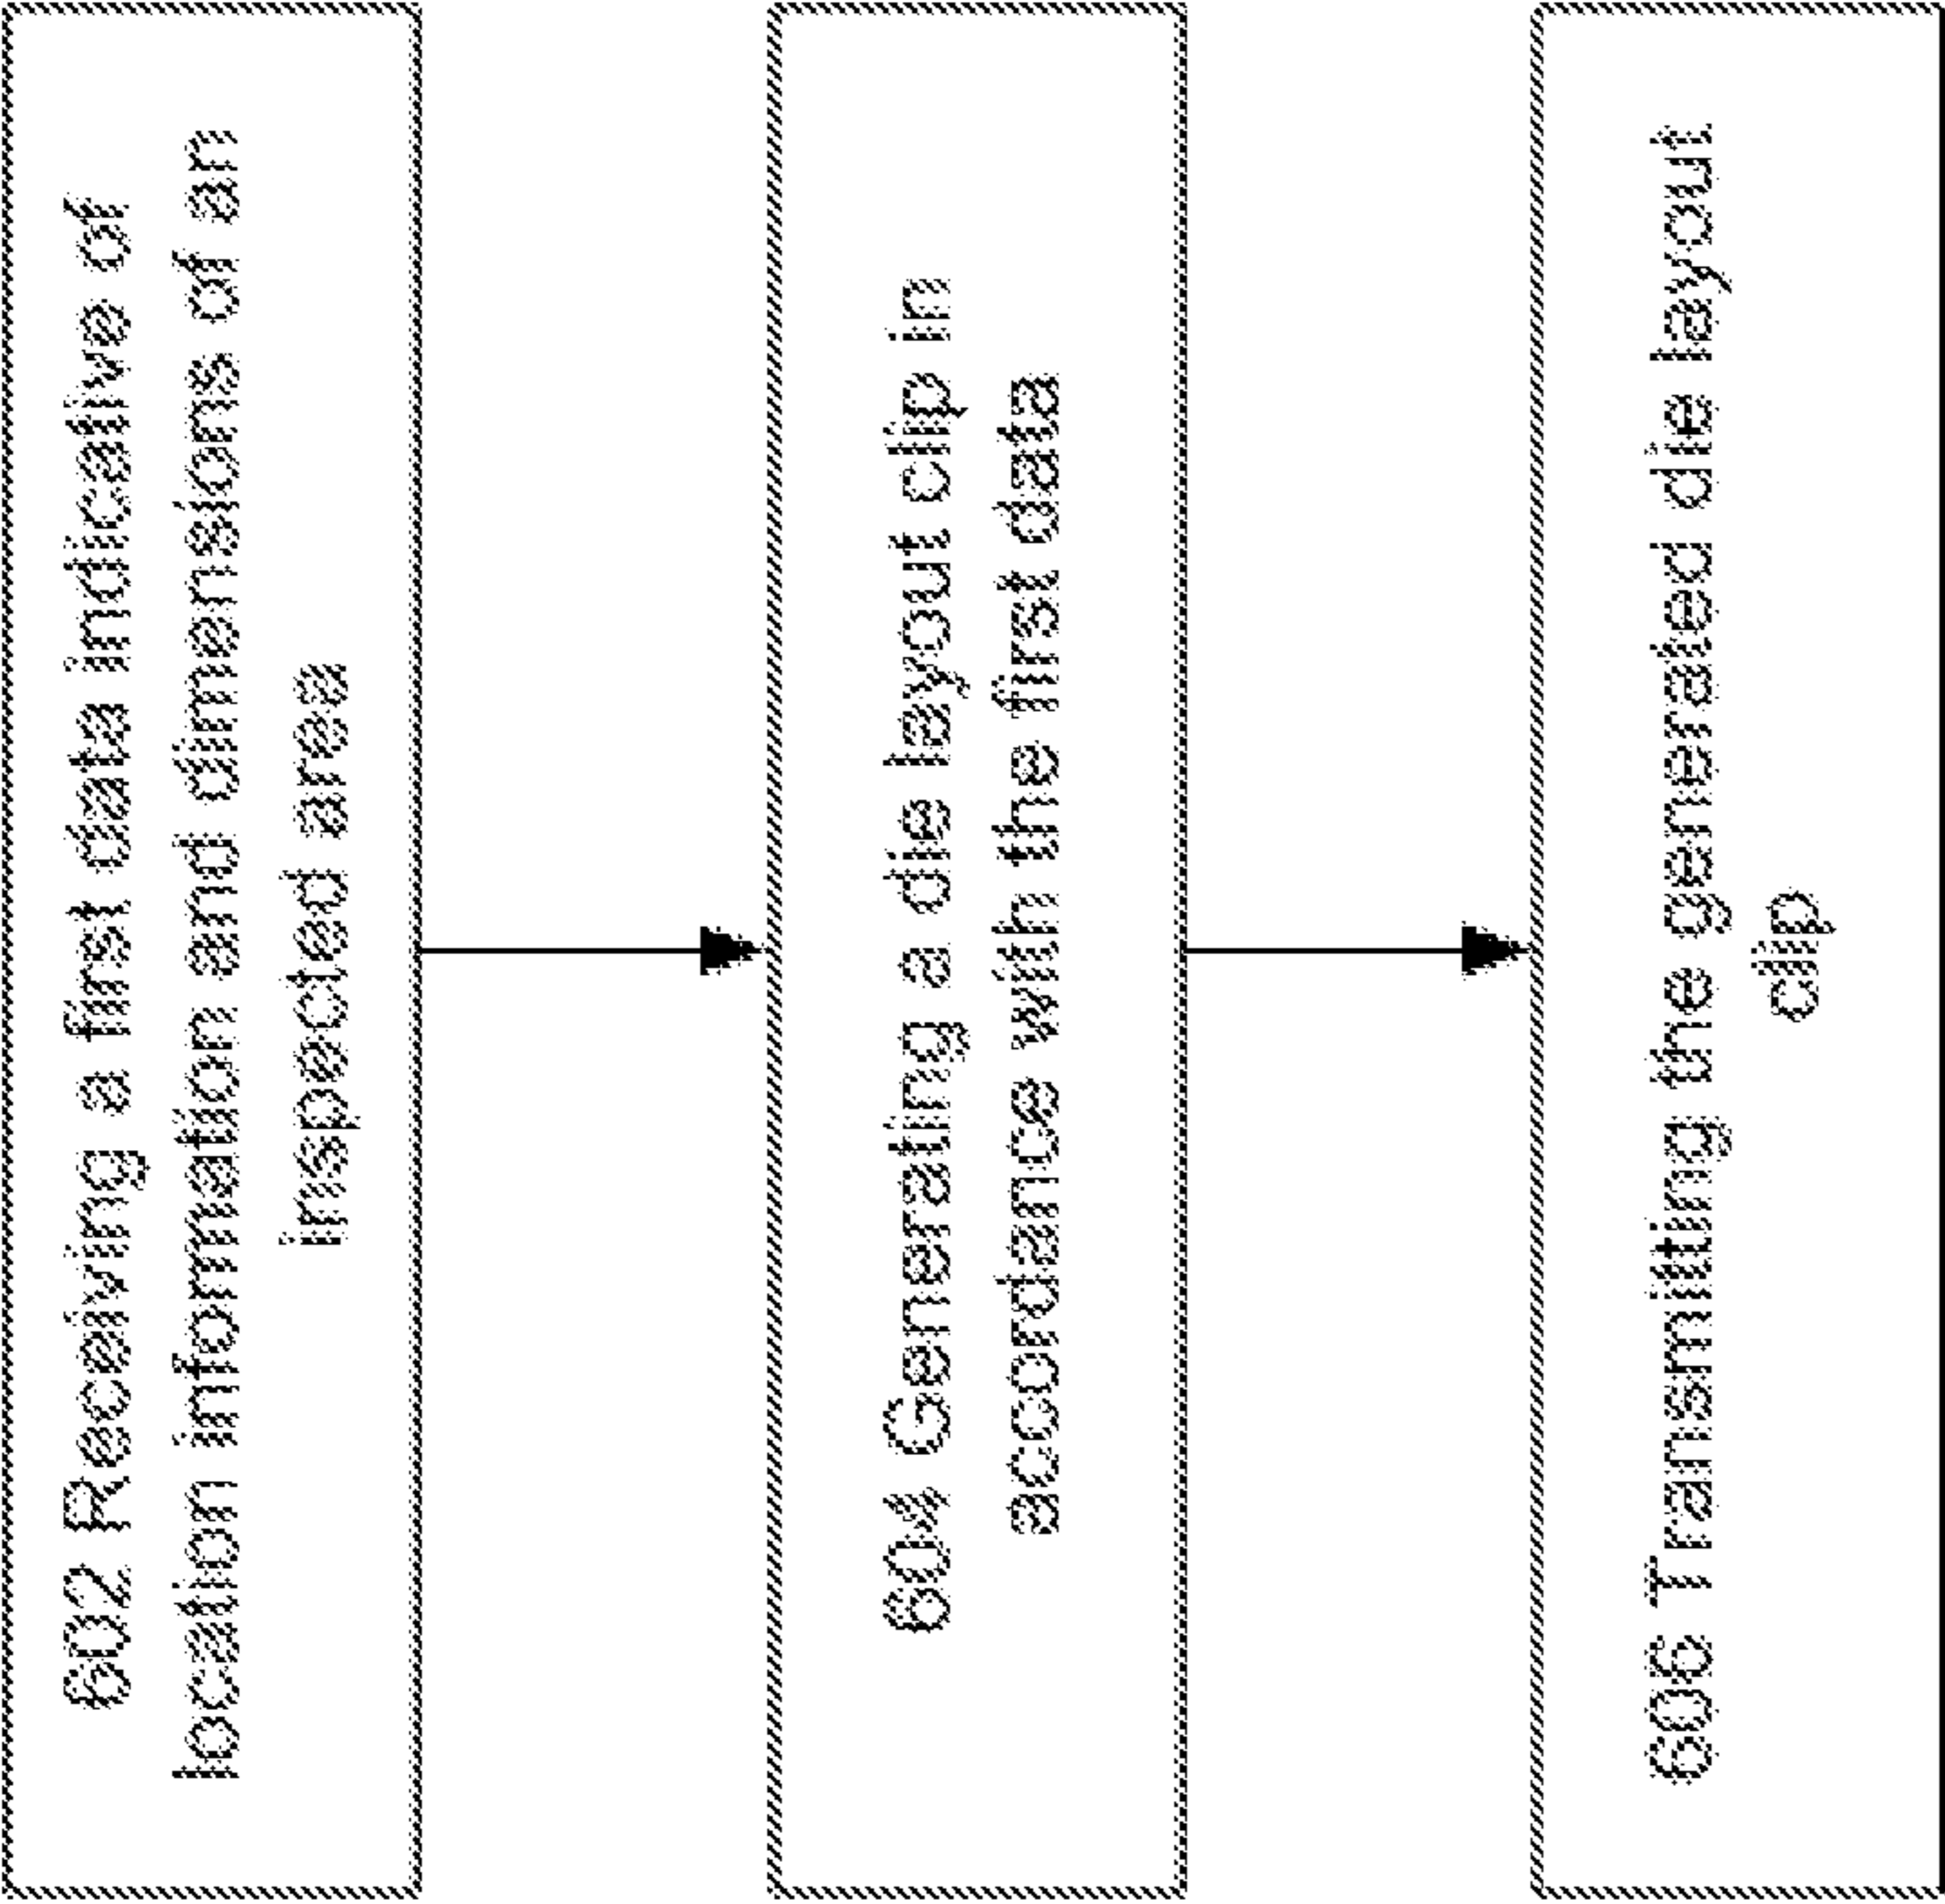 602 Receiving a first data indicative of
location information and dimensions of an
inspected area
604 Generating a die layout clip in
accordance with the first data
606 Transmitting the generated die layout
clip